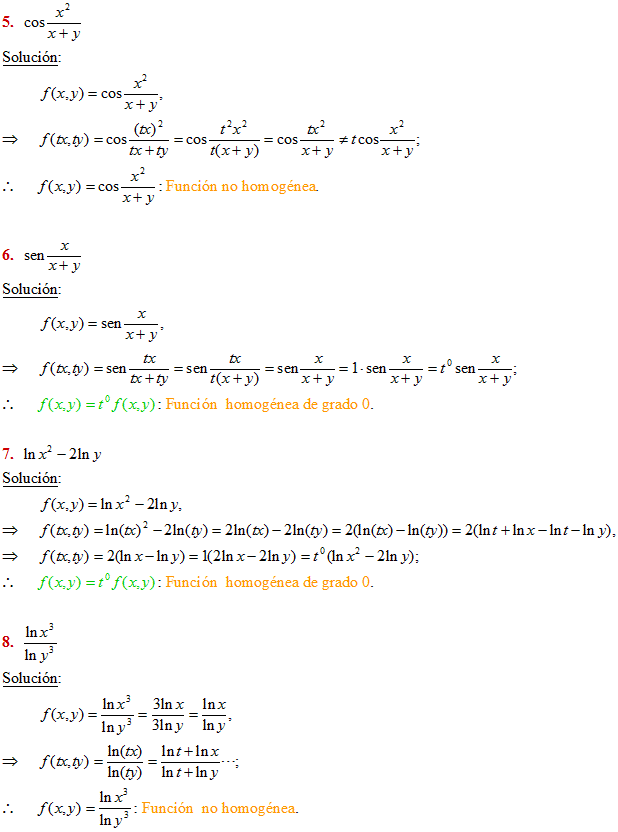 5. cos x²/(x + y)
Solución:
f(x,y) = cos x²/(x + y),
⇒ f(tx,ty) = cos (tx)²/(tx + ty) = cos t²x²/(t(x + y)) = cos tx²/(x + y) ≠ t cos x²/(x + y);
∴ f(x,y) = cos x²/(x + y) : Función no homogénea.
6. sen x/(x + y)
Solución:
f(x,y) = sen x/(x + y),
⇒ f(tx,ty) = sen tx/(tx + ty) = sen tx/(t(x + y)) = sen x/(x + y) = 1·sen x/(x + y) = t⁰ sen x/(x + y);
∴ f(x,y) = t⁰ f(x,y) : Función homogénea de grado 0.
7. ln x² − 2ln y
Solución:
f(x,y) = ln x² − 2ln y,
⇒ f(tx,ty) = ln(tx)² − 2ln(ty) = 2ln(tx) − 2ln(ty) = 2(ln(tx) − ln(ty)) = 2(ln t + ln x − ln t − ln y),
⇒ f(tx,ty) = 2(ln x − ln y) = 1(2ln x − 2ln y) = t⁰(ln x² − 2ln y);
∴ f(x,y) = t⁰ f(x,y) : Función homogénea de grado 0.
8. ln x³/ln y³
Solución:
f(x,y) = ln x³/ln y³ = 3ln x/3ln y = ln x/ln y,
⇒ f(tx,ty) = ln(tx)/ln(ty) = (ln t + ln x)/(ln t + ln y) ⋯;
∴ f(x,y) = ln x³/ln y³ : Función no homogénea.